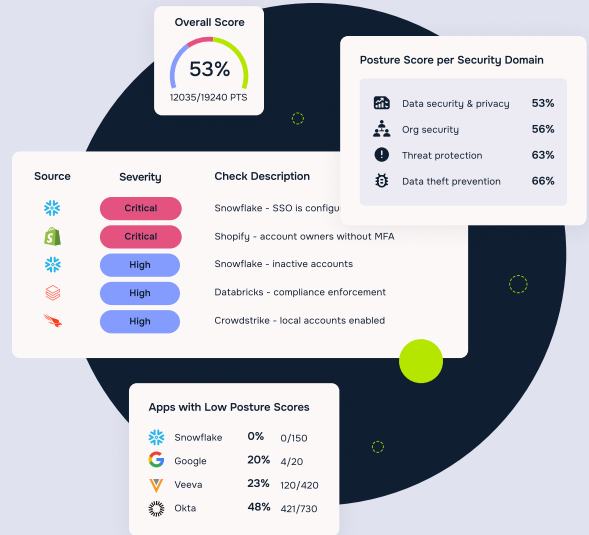 Overall Score
53%
12035/19240 PTS
Posture Score per Security Domain
Data security & privacy 53%
Org security 56%
Threat protection 63%
Data theft prevention 66%
Source Severity Check Description
Critical Snowflake - SSO is configu
Critical Shopify - account owners without MFA
High Snowflake - inactive accounts
High Databricks - compliance enforcement
High Crowdstrike - local accounts enabled
Apps with Low Posture Scores
Snowflake 0% 0/150
Google 20% 4/20
Veeva 23% 120/420
Okta 48% 421/730